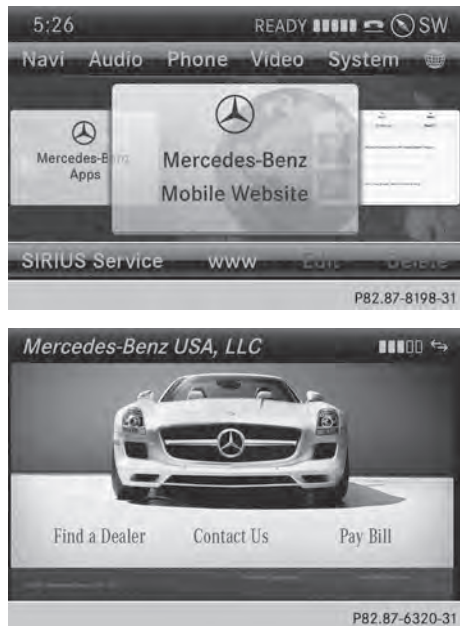 5:26 READY SW
Navi Audio Phone Video System
Mercedes-Benz
Apps
Mercedes-Benz
Mobile Website
SIRIUS Service www Edit Delete
P82.87-8198-31
Mercedes-Benz USA, LLC
Find a Dealer Contact Us Pay Bill
P82.87-6320-31